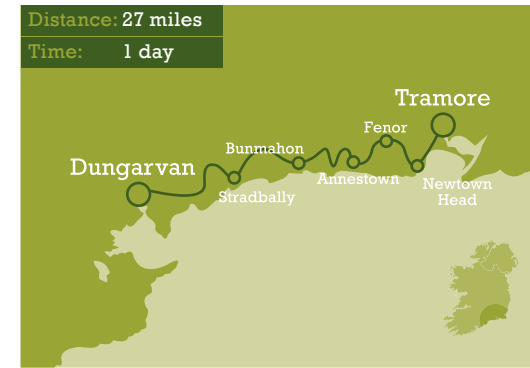 Distance: 27 miles
Time: 1 day
Tramore
Fenor
Bunmahon
Dungarvan
Annestown
Stradbally
Newtown
Head